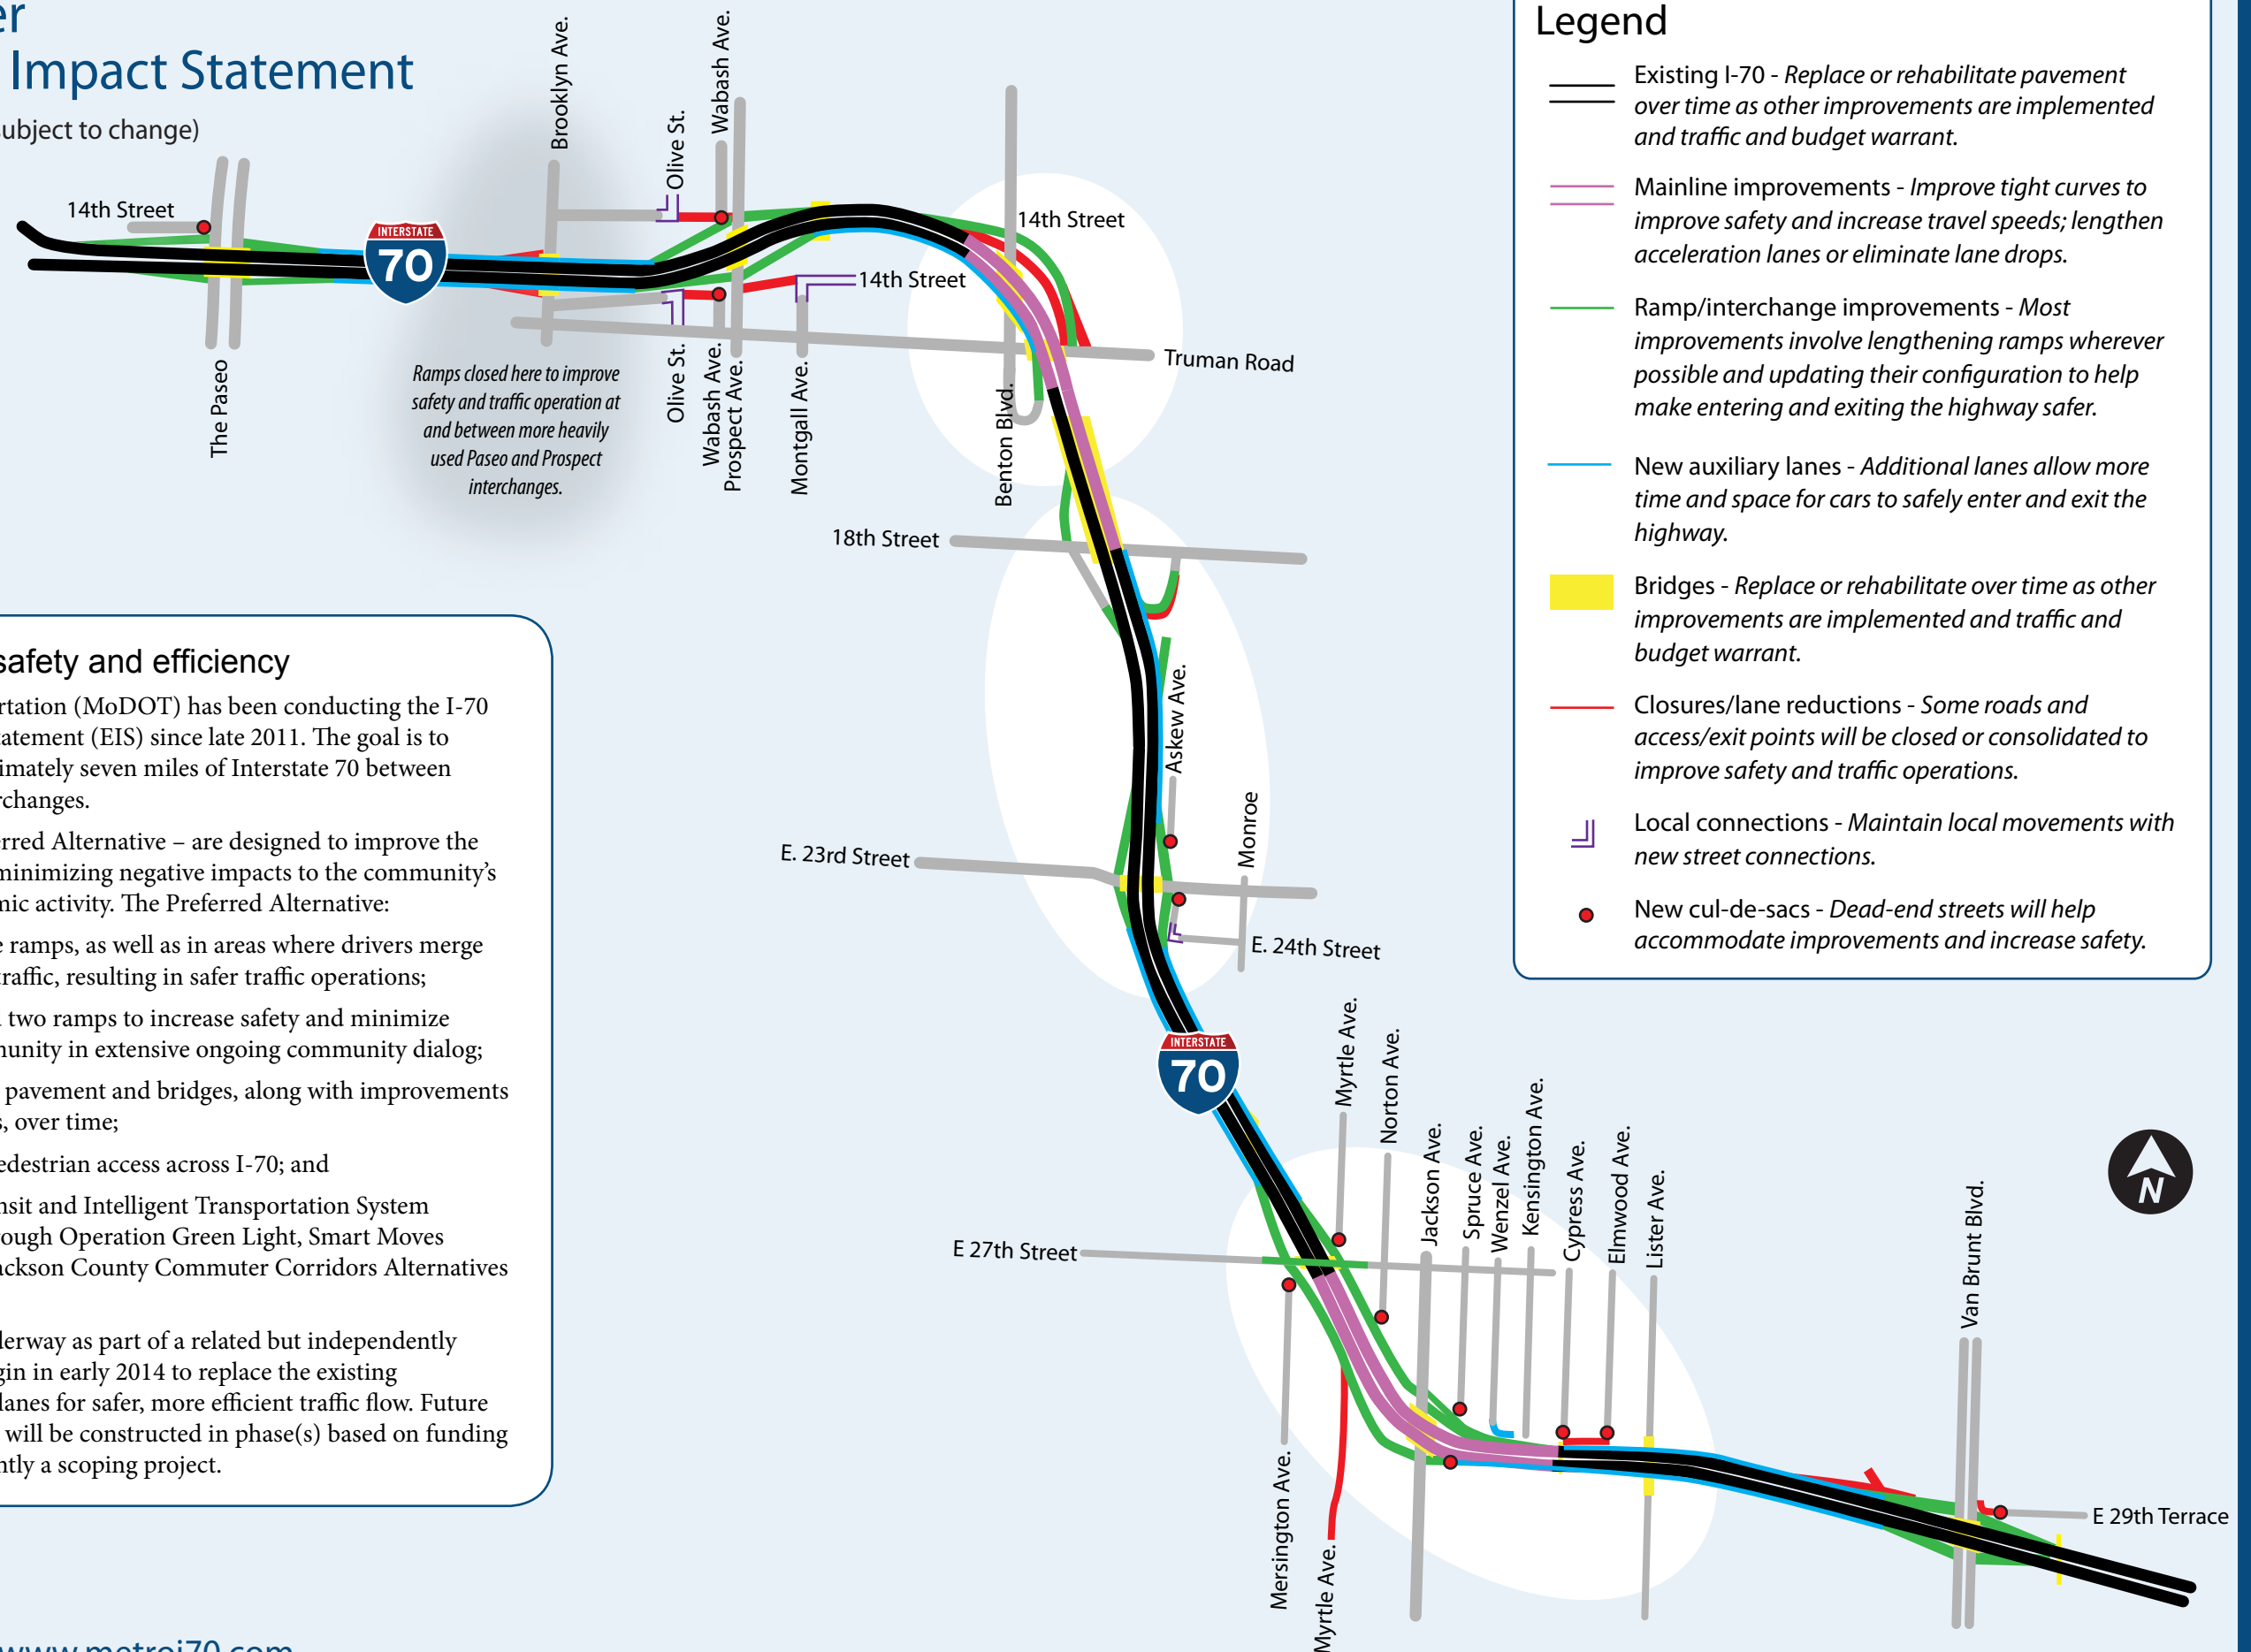 er
Impact Statement
subject to change)
14th Street
The Paseo
INTERSTATE
70
Brooklyn Ave.
Ramps closed here to improve
safety and traffic operation at
and between more heavily
used Paseo and Prospect
interchanges.
Olive St.
Wabash Ave.
Olive St.
Wabash Ave.
Prospect Ave.
Montgall Ave.
14th Street
14th Street
Truman Road
Benton Blvd.
18th Street
Askew Ave.
Monroe
E. 23rd Street
E. 24th Street
INTERSTATE
70
Myrtle Ave.
Norton Ave.
Jackson Ave.
Spruce Ave.
Wenzel Ave.
Kensington Ave.
Cypress Ave.
Elmwood Ave.
Lister Ave.
Van Brunt Blvd.
E 27th Street
Mersington Ave.
Myrtle Ave.
E 29th Terrace
N
Legend
Existing I-70 - Replace or rehabilitate pavement
over time as other improvements are implemented
and traffic and budget warrant.
Mainline improvements - Improve tight curves to
improve safety and increase travel speeds; lengthen
acceleration lanes or eliminate lane drops.
Ramp/interchange improvements - Most
improvements involve lengthening ramps wherever
possible and updating their configuration to help
make entering and exiting the highway safer.
New auxiliary lanes - Additional lanes allow more
time and space for cars to safely enter and exit the
highway.
Bridges - Replace or rehabilitate over time as other
improvements are implemented and traffic and
budget warrant.
Closures/lane reductions - Some roads and
access/exit points will be closed or consolidated to
improve safety and traffic operations.
Local connections - Maintain local movements with
new street connections.
New cul-de-sacs - Dead-end streets will help
accommodate improvements and increase safety.
safety and efficiency
rtation (MoDOT) has been conducting the I-70
tatement (EIS) since late 2011. The goal is to
imately seven miles of Interstate 70 between
rchanges.
erred Alternative – are designed to improve the
minimizing negative impacts to the community's
mic activity. The Preferred Alternative:
e ramps, as well as in areas where drivers merge
traffic, resulting in safer traffic operations;
two ramps to increase safety and minimize
munity in extensive ongoing community dialog;
pavement and bridges, along with improvements
s, over time;
edestrian access across I-70; and
nsit and Intelligent Transportation System
rough Operation Green Light, Smart Moves
ackson County Commuter Corridors Alternatives
derway as part of a related but independently
gin in early 2014 to replace the existing
lanes for safer, more efficient traffic flow. Future
will be constructed in phase(s) based on funding
ntly a scoping project.
www.metroi70.com